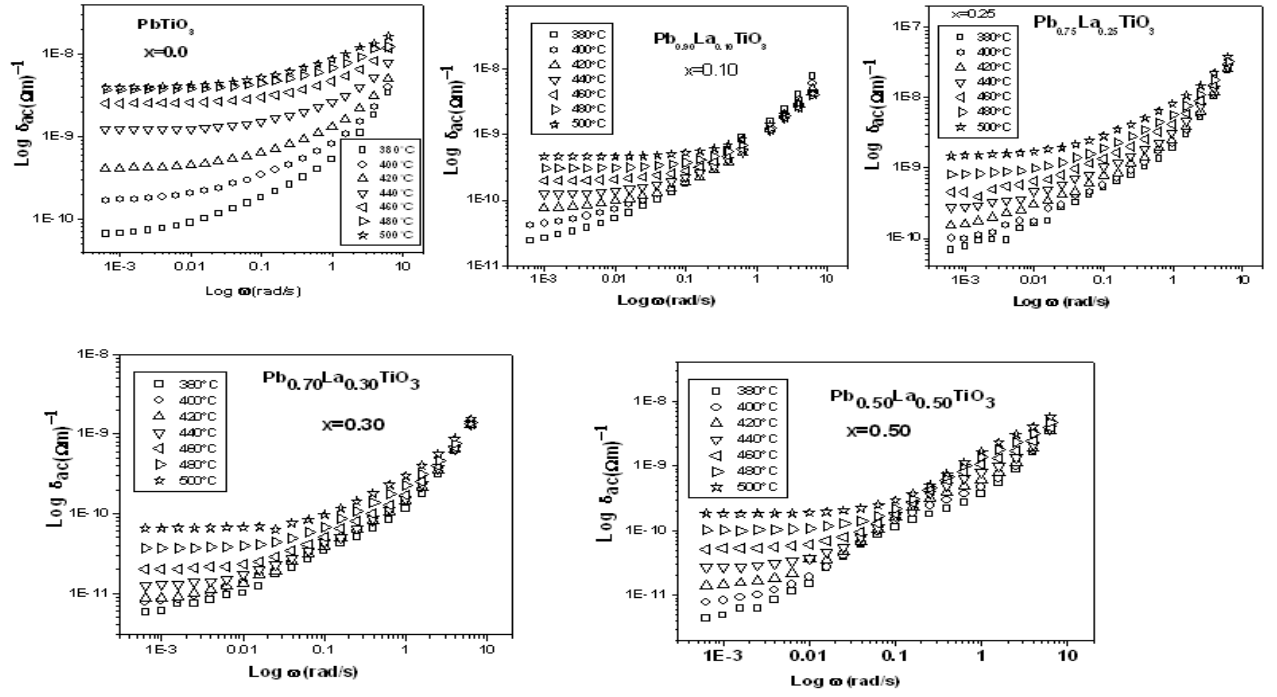 PbTiO3
x=0.0
Log δac(Ωm)−1
1E-8
1E-9
1E-10
380°C
400°C
420°C
440°C
460°C
480°C
500°C
1E-3
0.01
0.1
1
10
Log ω(rad/s)
Pb0.90La0.10TiO3
x=0.10
Log δac(Ωm)−1
1E-8
1E-9
1E-10
1E-11
380°C
400°C
420°C
440°C
460°C
480°C
500°C
1E-3
0.01
0.1
1
10
Log ω (rad/s)
x=0.25
Pb0.75La0.25TiO3
Log δac(Ωm)−1
1E-7
1E-8
1E-9
1E-10
380°C
400°C
420°C
440°C
460°C
480°C
500°C
1E-3
0.01
0.1
1
10
Log ω (rad/s)
Pb0.70La0.30TiO3
x=0.30
Log δac(Ωm)−1
1E-8
1E-9
1E-10
1E-11
380°C
400°C
420°C
440°C
460°C
480°C
500°C
1E-3
0.01
0.1
1
10
Log ω (rad/s)
Pb0.50La0.50TiO3
x=0.50
Log δac(Ωm)−1
1E-8
1E-9
1E-10
1E-11
380°C
400°C
420°C
440°C
460°C
480°C
500°C
1E-3
0.01
0.1
1
10
Log ω (rad/s)